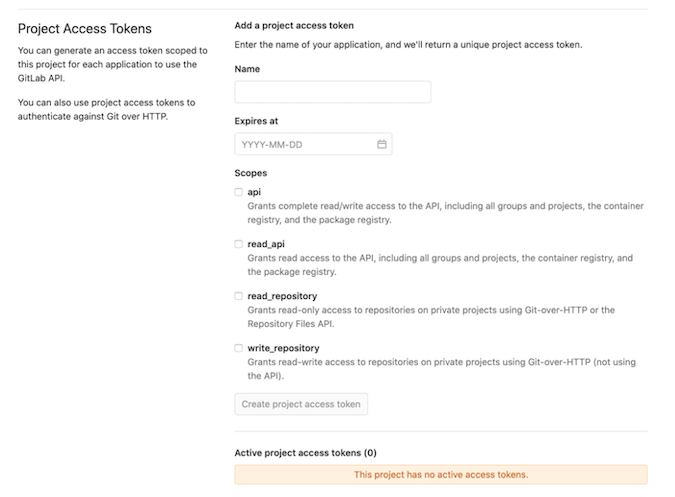 Project Access Tokens
You can generate an access token scoped to
this project for each application to use the
GitLab API.
You can also use project access tokens to
authenticate against Git over HTTP.
Add a project access token
Enter the name of your application, and we'll return a unique project access token.
Name
Expires at
YYYY-MM-DD
Scopes
api
Grants complete read/write access to the API, including all groups and projects, the container
registry, and the package registry.
read_api
Grants read access to the API, including all groups and projects, the container registry, and
the package registry.
read_repository
Grants read-only access to repositories on private projects using Git-over-HTTP or the
Repository Files API.
write_repository
Grants read-write access to repositories on private projects using Git-over-HTTP (not using
the API).
Create project access token
Active project access tokens (0)
This project has no active access tokens.